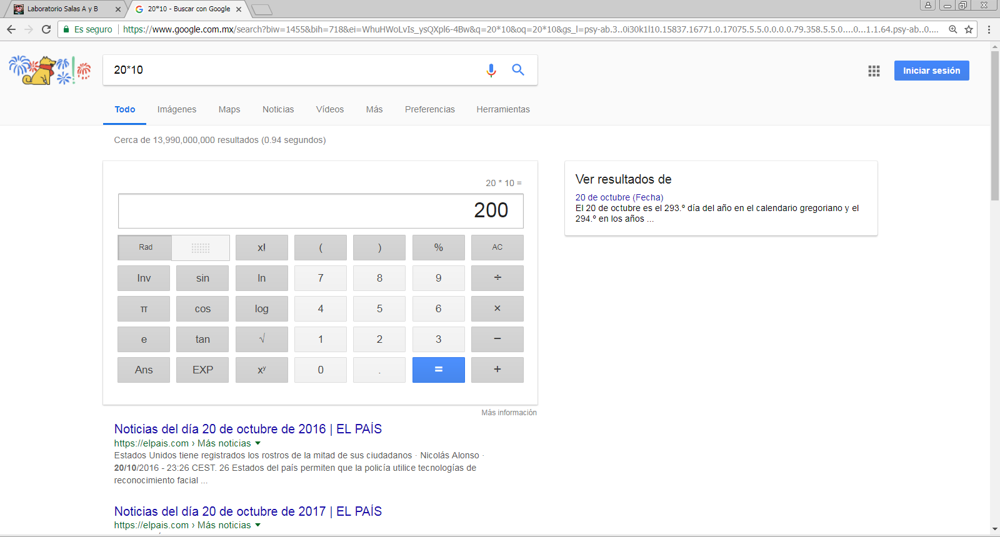 Laboratorio Salas A y B
20*10 - Buscar con Google
Es seguro
https://www.google.com.mx/search?biw=1455&bih=718&ei=WhuHWoLvIs_ysQXpl6-4Bw&q=20*10&oq=20*10&gs_l=psy-ab.3..0i30k1l10.15837.16771.0.17075.5.5.0.0.0.0.79.358.5.5.0....0...1.1.64.psy-ab..0....
20*10
Iniciar sesión
Todo Imágenes Maps Noticias Vídeos Más Preferencias Herramientas
Cerca de 13,990,000,000 resultados (0.94 segundos)
20 * 10 =
200
Rad x! ( ) % AC
Inv sin ln 7 8 9 ÷
π cos log 4 5 6 ×
e tan √ 1 2 3 −
Ans EXP xʸ 0 . = +
Más información
Ver resultados de
20 de octubre (Fecha)
El 20 de octubre es el 293.º día del año en el calendario gregoriano y el
294.º en los años ...
Noticias del día 20 de octubre de 2016 | EL PAÍS
https://elpais.com › Más noticias
Estados Unidos tiene registrados los rostros de la mitad de sus ciudadanos · Nicolás Alonso ·
20/10/2016 - 23:26 CEST. 26 Estados del país permiten que la policía utilice tecnologías de
reconocimiento facial ...
Noticias del día 20 de octubre de 2017 | EL PAÍS
https://elpais.com › Más noticias